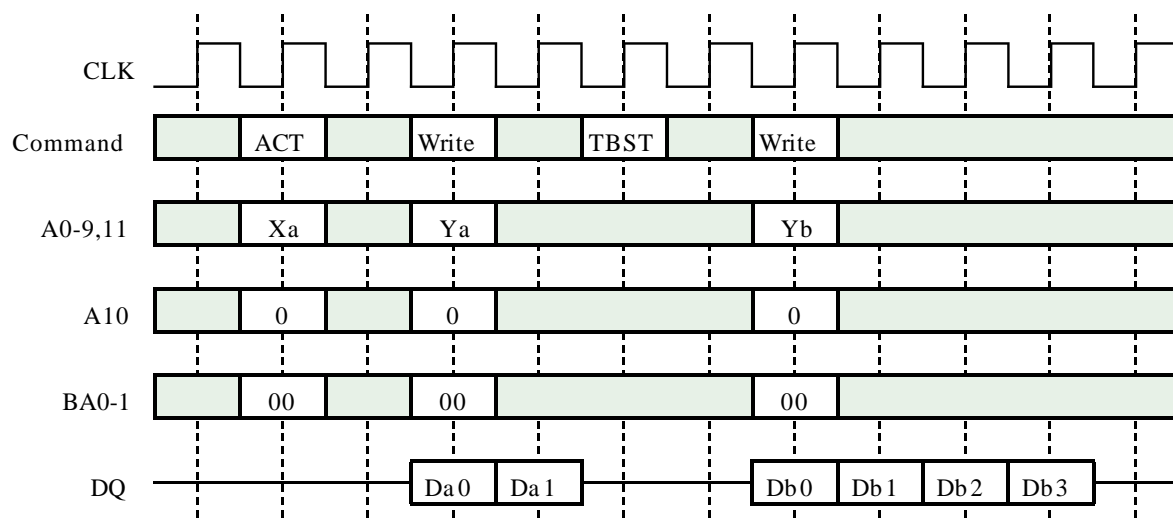 CLK
Command ACT Write TBST Write
A0-9,11 Xa Ya Yb
A10 0 0 0
BA0-1 00 00 00
DQ Da0 Da1 Db0 Db1 Db2 Db3